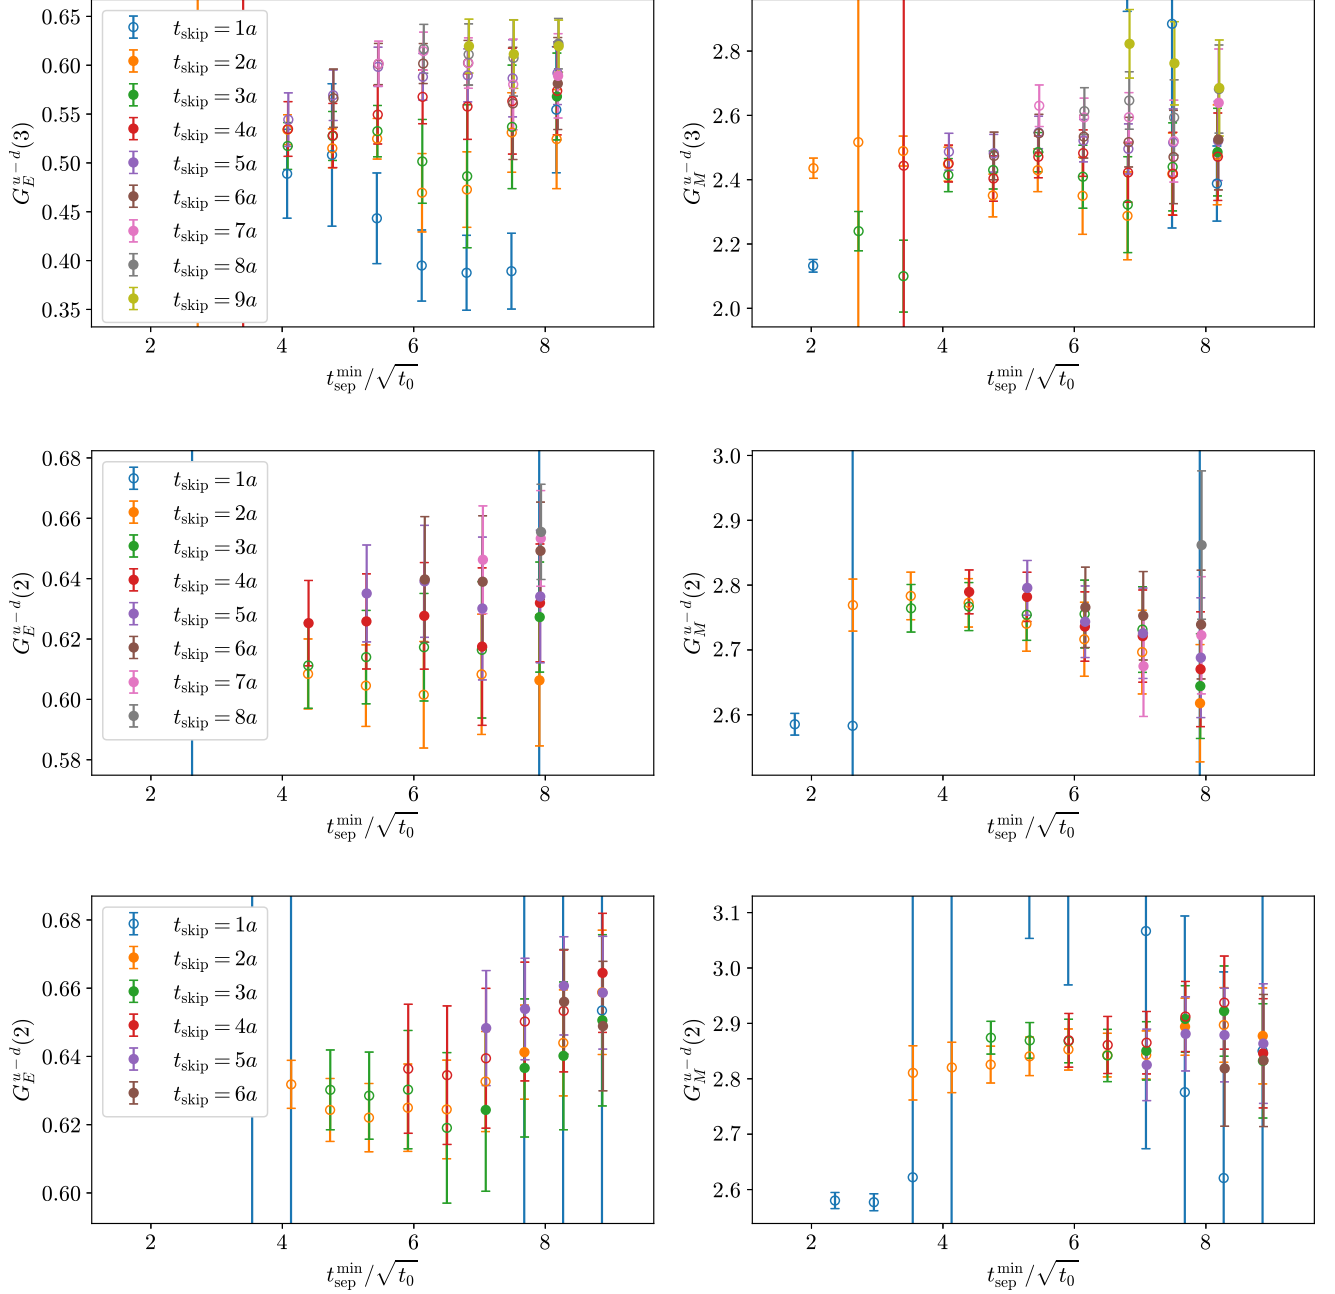 0.65
0.60
0.55
0.50
0.45
0.40
0.35
G_E^{u-d}(3)
t_skip = 1a
t_skip = 2a
t_skip = 3a
t_skip = 4a
t_skip = 5a
t_skip = 6a
t_skip = 7a
t_skip = 8a
t_skip = 9a
2 4 6 8
t_sep^min/√t_0
2.8
2.6
2.4
2.2
2.0
G_M^{u-d}(3)
2 4 6 8
t_sep^min/√t_0
0.68
0.66
0.64
0.62
0.60
0.58
G_E^{u-d}(2)
t_skip = 1a
t_skip = 2a
t_skip = 3a
t_skip = 4a
t_skip = 5a
t_skip = 6a
t_skip = 7a
t_skip = 8a
2 4 6 8
t_sep^min/√t_0
3.0
2.9
2.8
2.7
2.6
G_M^{u-d}(2)
2 4 6 8
t_sep^min/√t_0
0.68
0.66
0.64
0.62
0.60
G_E^{u-d}(2)
t_skip = 1a
t_skip = 2a
t_skip = 3a
t_skip = 4a
t_skip = 5a
t_skip = 6a
2 4 6 8
t_sep^min/√t_0
3.1
3.0
2.9
2.8
2.7
2.6
G_M^{u-d}(2)
2 4 6 8
t_sep^min/√t_0